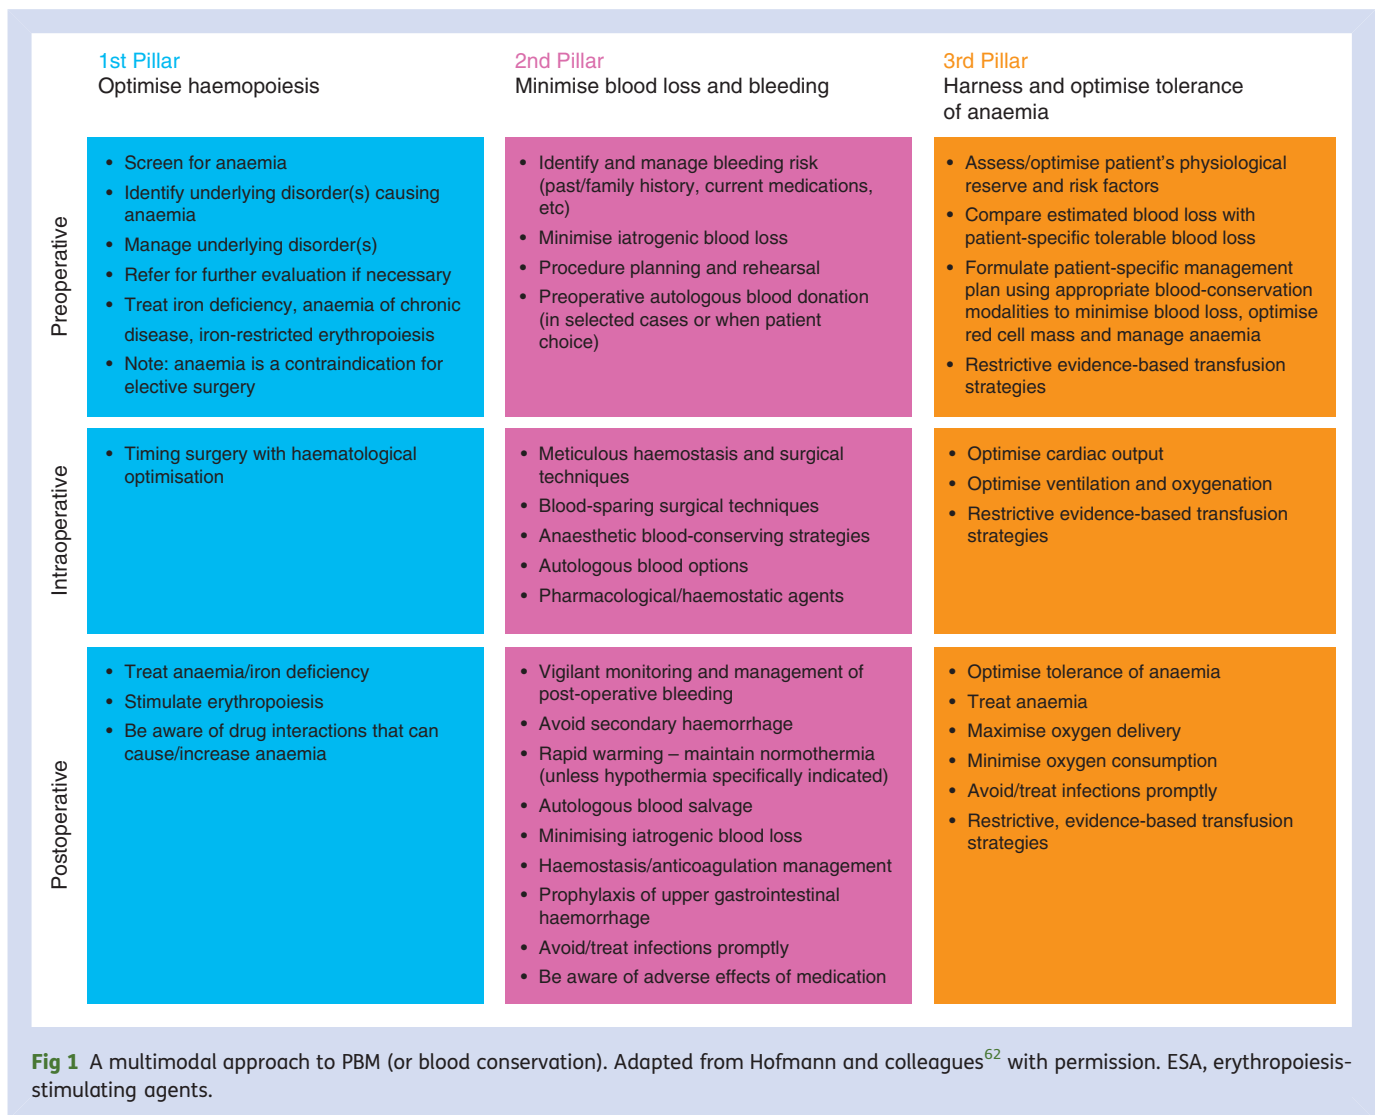 1st Pillar
Optimise haemopoiesis
2nd Pillar
Minimise blood loss and bleeding
3rd Pillar
Harness and optimise tolerance
of anaemia
Preoperative
• Screen for anaemia
• Identify underlying disorder(s) causing
anaemia
• Manage underlying disorder(s)
• Refer for further evaluation if necessary
• Treat iron deficiency, anaemia of chronic
disease, iron-restricted erythropoiesis
• Note: anaemia is a contraindication for
elective surgery
• Identify and manage bleeding risk
(past/family history, current medications,
etc)
• Minimise iatrogenic blood loss
• Procedure planning and rehearsal
• Preoperative autologous blood donation
(in selected cases or when patient
choice)
• Assess/optimise patient's physiological
reserve and risk factors
• Compare estimated blood loss with
patient-specific tolerable blood loss
• Formulate patient-specific management
plan using appropriate blood-conservation
modalities to minimise blood loss, optimise
red cell mass and manage anaemia
• Restrictive evidence-based transfusion
strategies
Intraoperative
• Timing surgery with haematological
optimisation
• Meticulous haemostasis and surgical
techniques
• Blood-sparing surgical techniques
• Anaesthetic blood-conserving strategies
• Autologous blood options
• Pharmacological/haemostatic agents
• Optimise cardiac output
• Optimise ventilation and oxygenation
• Restrictive evidence-based transfusion
strategies
Postoperative
• Treat anaemia/iron deficiency
• Stimulate erythropoiesis
• Be aware of drug interactions that can
cause/increase anaemia
• Vigilant monitoring and management of
post-operative bleeding
• Avoid secondary haemorrhage
• Rapid warming – maintain normothermia
(unless hypothermia specifically indicated)
• Autologous blood salvage
• Minimising iatrogenic blood loss
• Haemostasis/anticoagulation management
• Prophylaxis of upper gastrointestinal
haemorrhage
• Avoid/treat infections promptly
• Be aware of adverse effects of medication
• Optimise tolerance of anaemia
• Treat anaemia
• Maximise oxygen delivery
• Minimise oxygen consumption
• Avoid/treat infections promptly
• Restrictive, evidence-based transfusion
strategies
Fig 1 A multimodal approach to PBM (or blood conservation). Adapted from Hofmann and colleagues62 with permission. ESA, erythropoiesis-
stimulating agents.